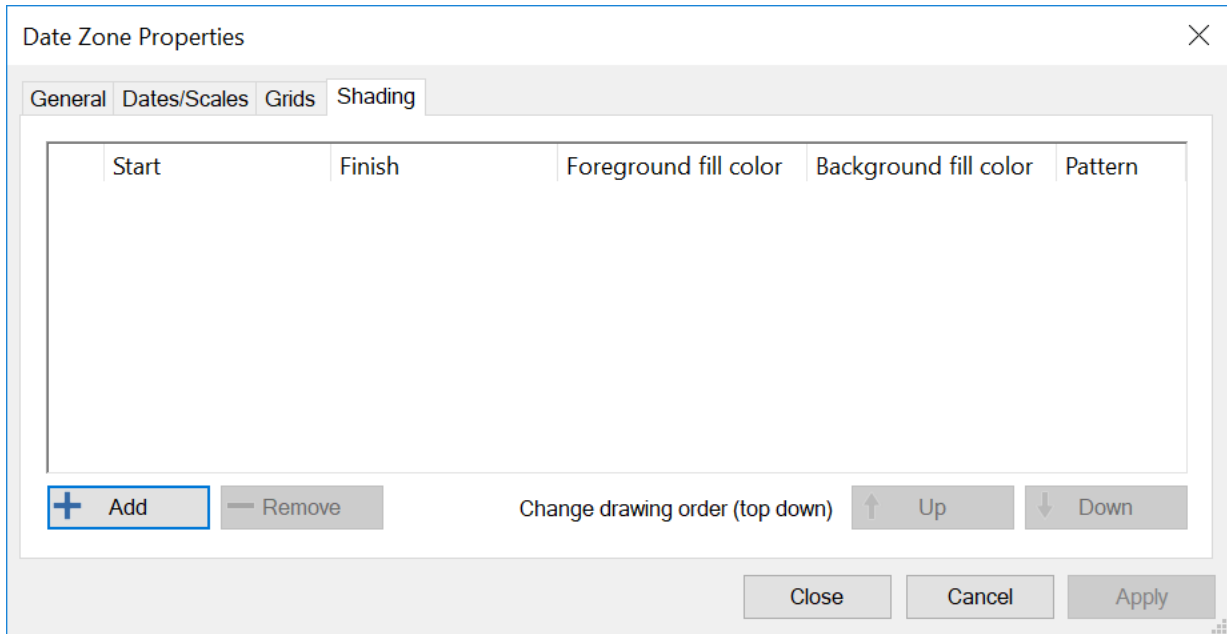 Date Zone Properties
General Dates/Scales Grids Shading
Start Finish Foreground fill color Background fill color Pattern
Add Remove Change drawing order (top down) Up Down
Close Cancel Apply